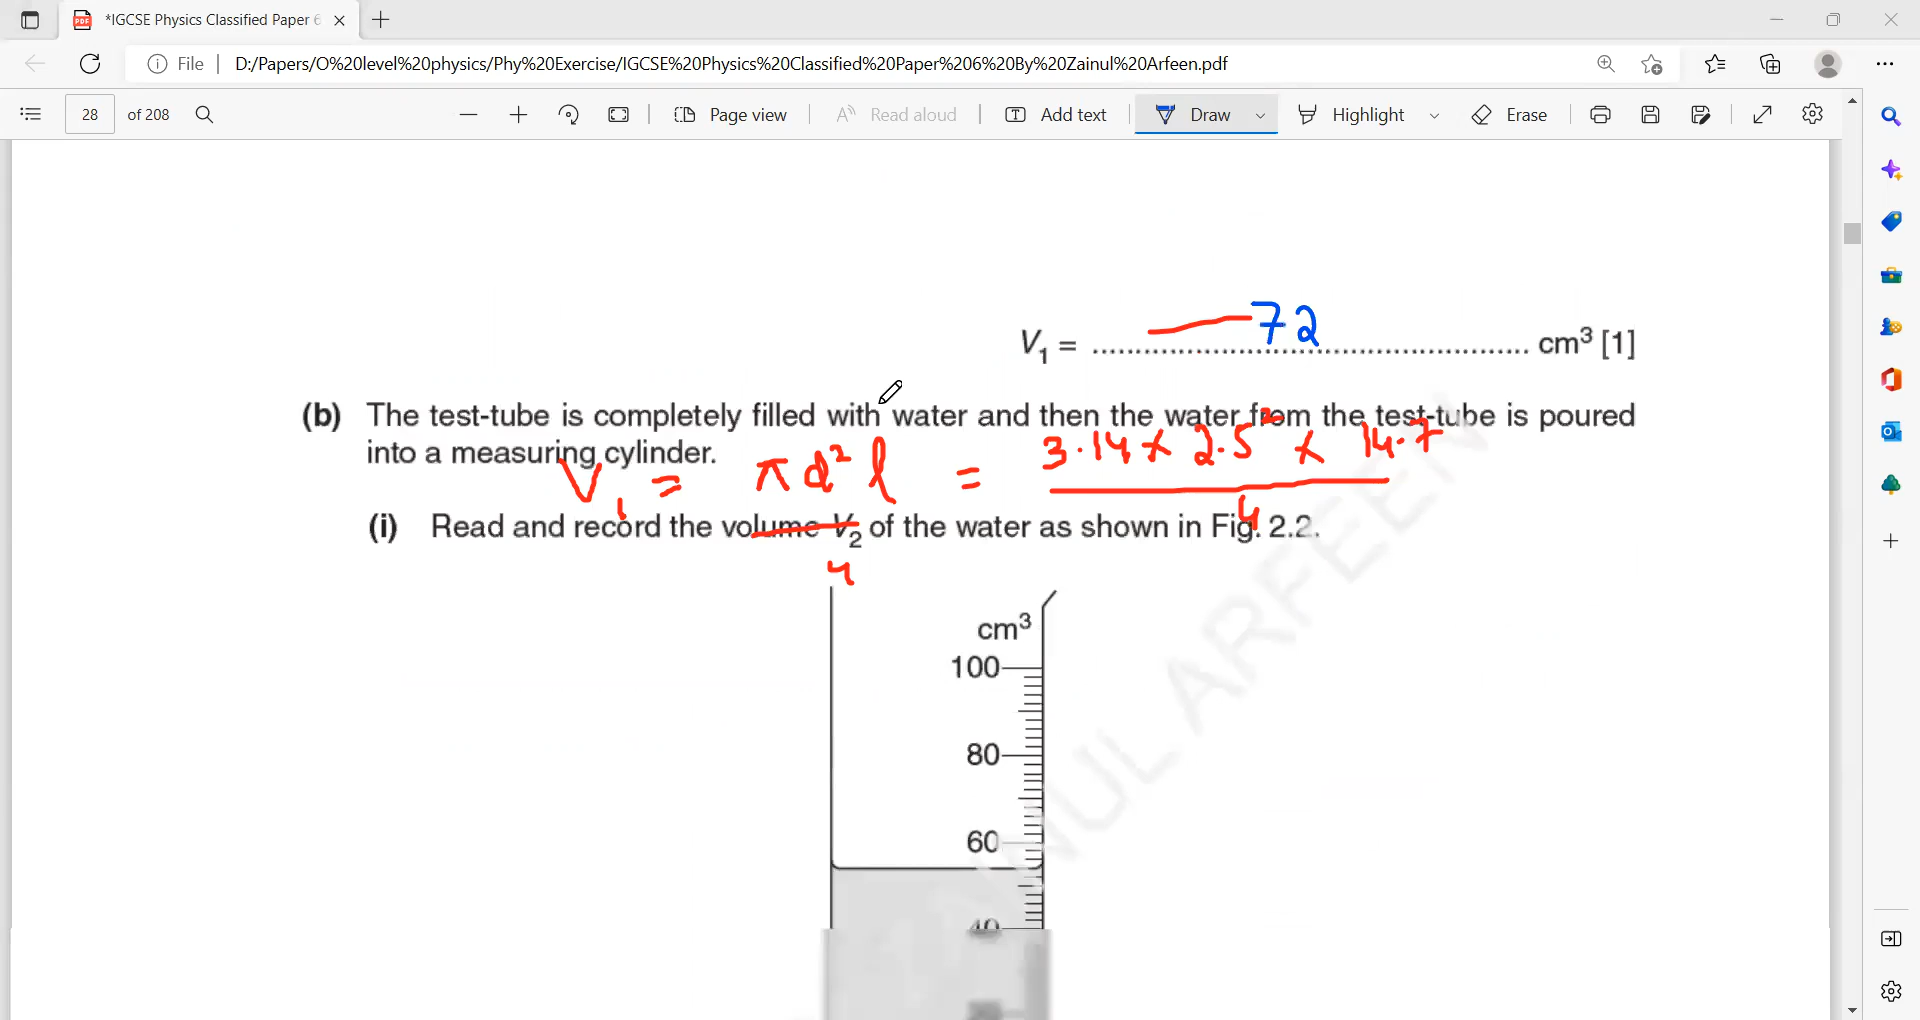 *IGCSE Physics Classified Paper 6
File D:/Papers/O%20level%20physics/Phy%20Exercise/IGCSE%20Physics%20Classified%20Paper%206%20By%20Zainul%20Arfeen.pdf
28 of 208 Page view Read aloud Add text Draw Highlight Erase
V₁ = 72 cm³ [1]
(b) The test-tube is completely filled with water and then the water from the test-tube is poured
into a measuring cylinder.
V₁ = πd²l / 4 = 3.14 × 2.5² × 14.7 / 4
(i) Read and record the volume V₂ of the water as shown in Fig. 2.2.
cm³
100
80
60
40
ZAINUL ARFEEN